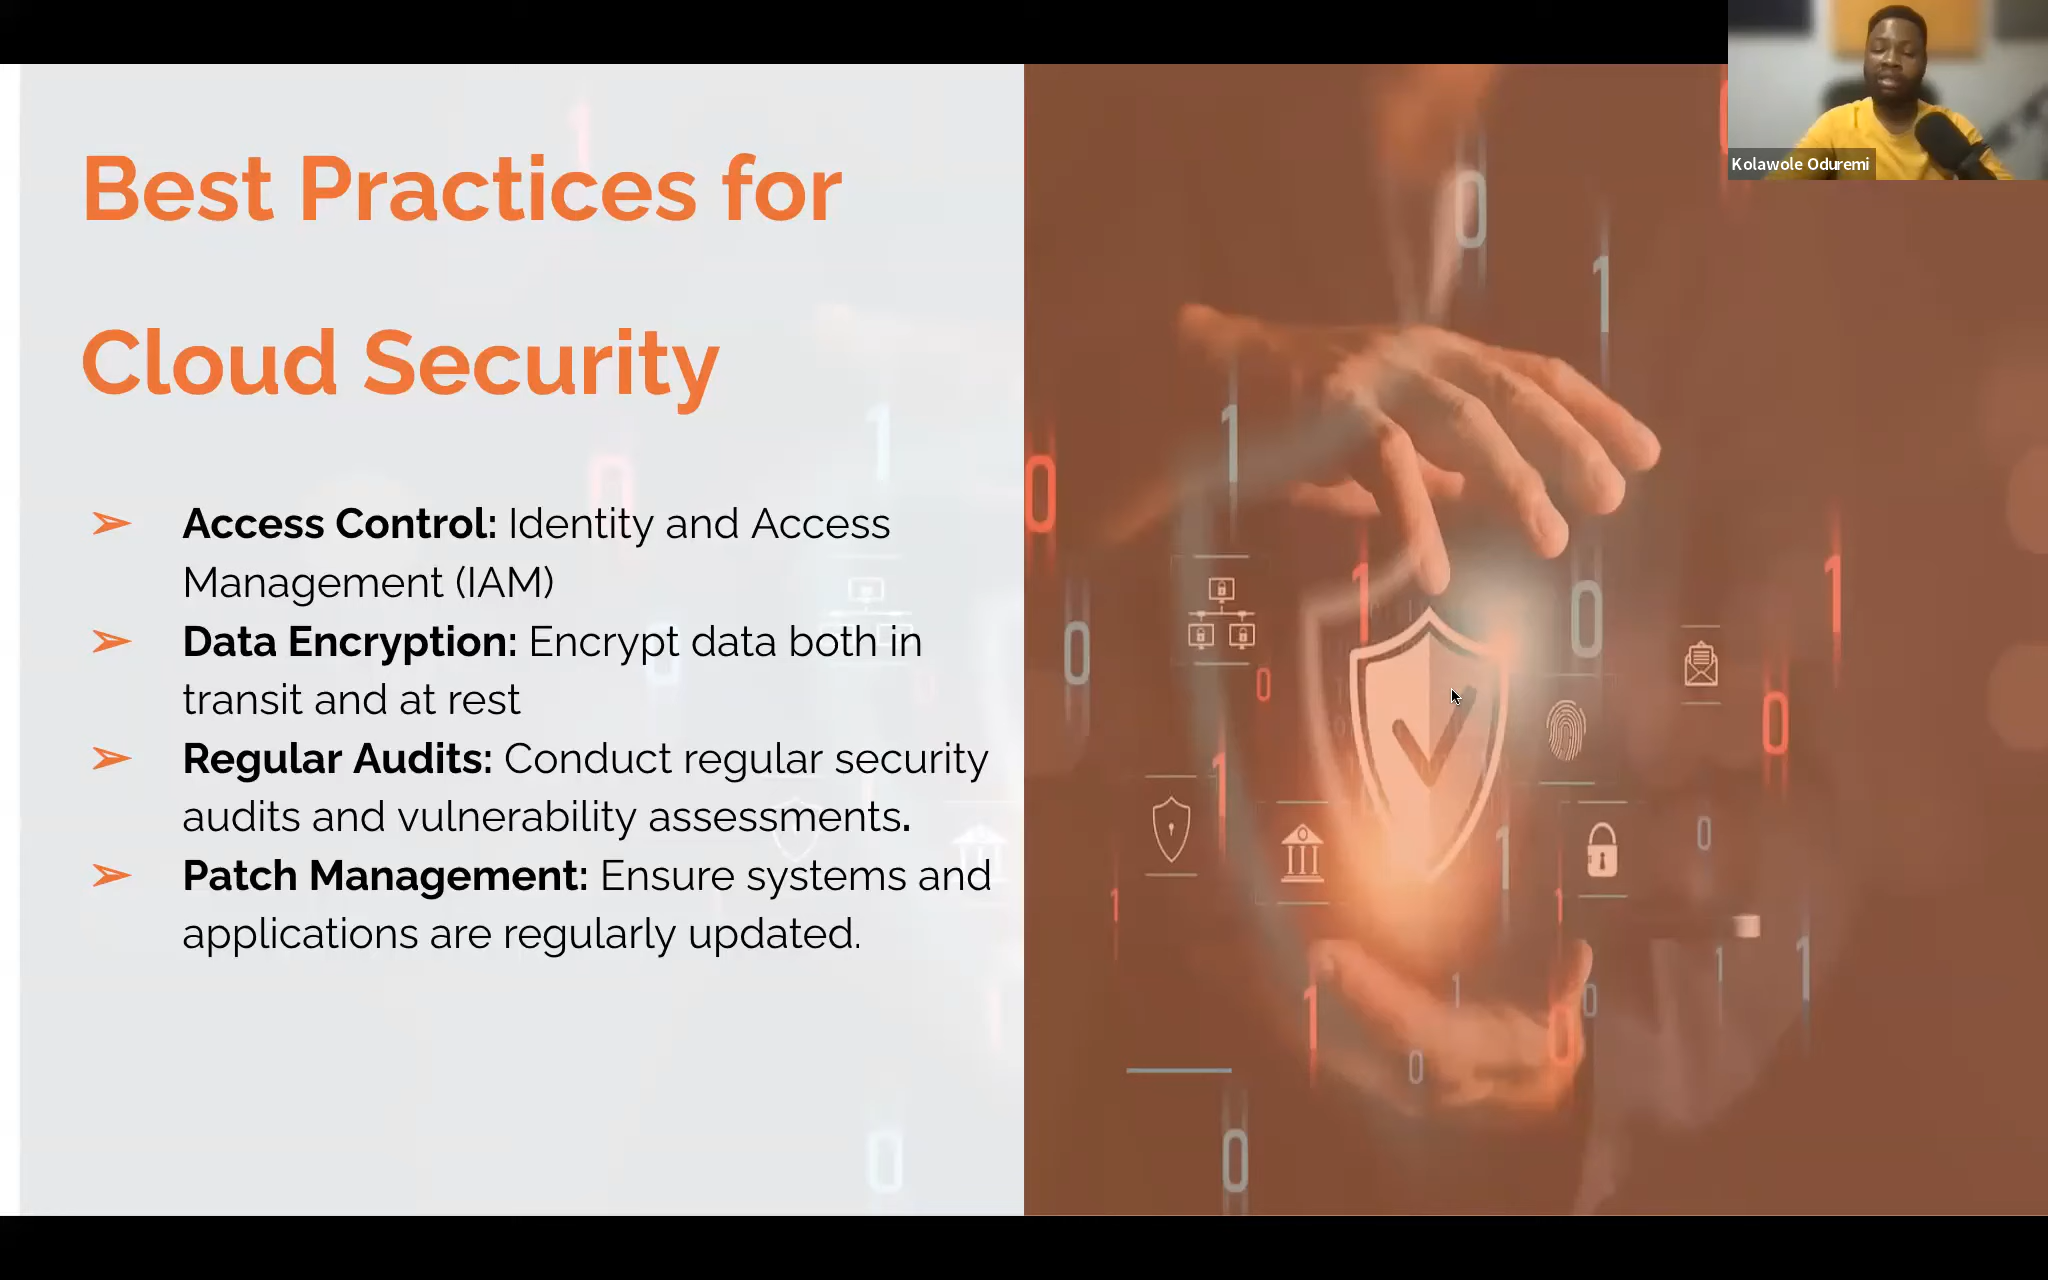 Best Practices for
Cloud Security
➢ Access Control: Identity and Access
Management (IAM)
➢ Data Encryption: Encrypt data both in
transit and at rest
➢ Regular Audits: Conduct regular security
audits and vulnerability assessments.
➢ Patch Management: Ensure systems and
applications are regularly updated.
Kolawole Oduremi